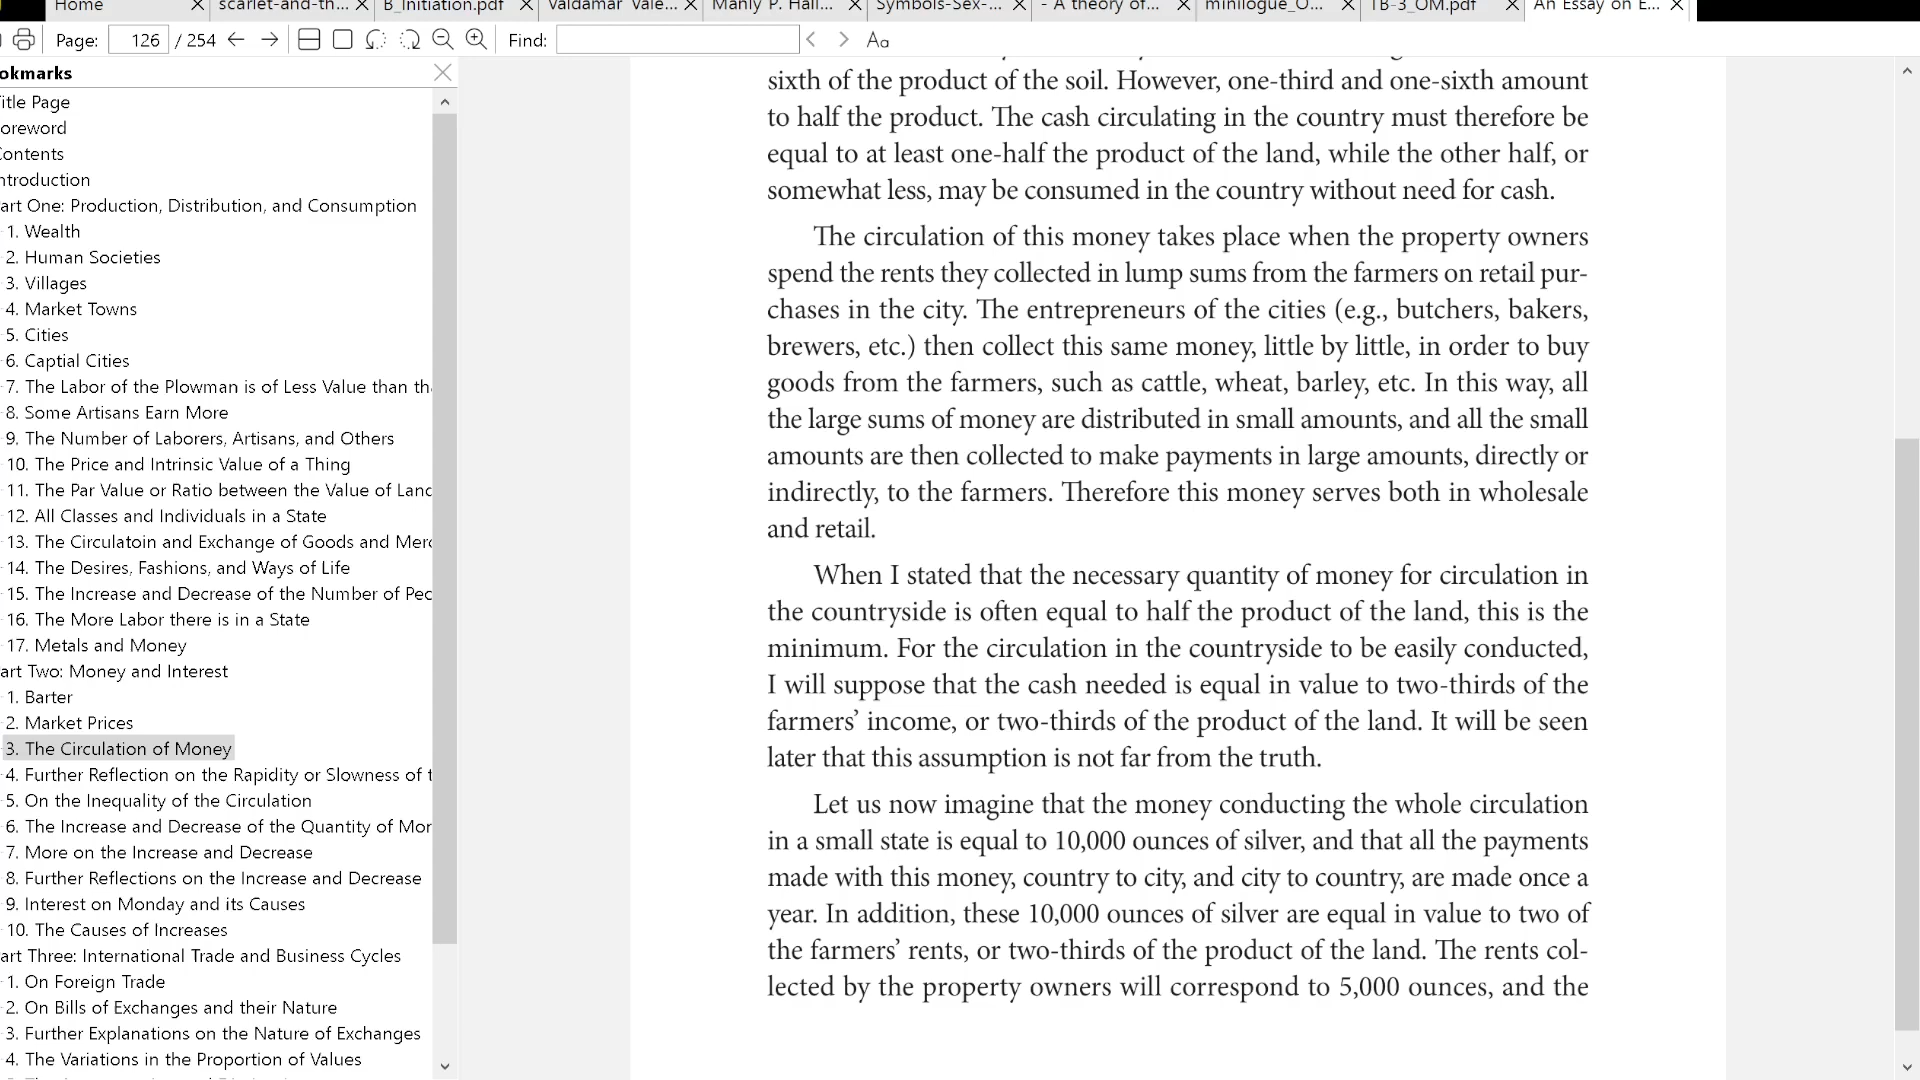 Home
scarlet-and-th...
B_Initiation.pdf
Valdamar Vale...
Manly P. Hall...
Symbols-Sex-...
- A theory of...
minilogue_O...
TB-3_OM.pdf
An Essay on E...
Page: 126 / 254
Find:
Aa
okmarks
itle Page
oreword
Contents
ntroduction
art One: Production, Distribution, and Consumption
1. Wealth
2. Human Societies
3. Villages
4. Market Towns
5. Cities
6. Captial Cities
7. The Labor of the Plowman is of Less Value than th
8. Some Artisans Earn More
9. The Number of Laborers, Artisans, and Others
10. The Price and Intrinsic Value of a Thing
11. The Par Value or Ratio between the Value of Land
12. All Classes and Individuals in a State
13. The Circulatoin and Exchange of Goods and Merc
14. The Desires, Fashions, and Ways of Life
15. The Increase and Decrease of the Number of Peo
16. The More Labor there is in a State
17. Metals and Money
art Two: Money and Interest
1. Barter
2. Market Prices
3. The Circulation of Money
4. Further Reflection on the Rapidity or Slowness of t
5. On the Inequality of the Circulation
6. The Increase and Decrease of the Quantity of Mon
7. More on the Increase and Decrease
8. Further Reflections on the Increase and Decrease
9. Interest on Monday and its Causes
10. The Causes of Increases
art Three: International Trade and Business Cycles
1. On Foreign Trade
2. On Bills of Exchanges and their Nature
3. Further Explanations on the Nature of Exchanges
4. The Variations in the Proportion of Values
sixth of the product of the soil. However, one-third and one-sixth amount
to half the product. The cash circulating in the country must therefore be
equal to at least one-half the product of the land, while the other half, or
somewhat less, may be consumed in the country without need for cash.
The circulation of this money takes place when the property owners
spend the rents they collected in lump sums from the farmers on retail pur-
chases in the city. The entrepreneurs of the cities (e.g., butchers, bakers,
brewers, etc.) then collect this same money, little by little, in order to buy
goods from the farmers, such as cattle, wheat, barley, etc. In this way, all
the large sums of money are distributed in small amounts, and all the small
amounts are then collected to make payments in large amounts, directly or
indirectly, to the farmers. Therefore this money serves both in wholesale
and retail.
When I stated that the necessary quantity of money for circulation in
the countryside is often equal to half the product of the land, this is the
minimum. For the circulation in the countryside to be easily conducted,
I will suppose that the cash needed is equal in value to two-thirds of the
farmers’ income, or two-thirds of the product of the land. It will be seen
later that this assumption is not far from the truth.
Let us now imagine that the money conducting the whole circulation
in a small state is equal to 10,000 ounces of silver, and that all the payments
made with this money, country to city, and city to country, are made once a
year. In addition, these 10,000 ounces of silver are equal in value to two of
the farmers’ rents, or two-thirds of the product of the land. The rents col-
lected by the property owners will correspond to 5,000 ounces, and the